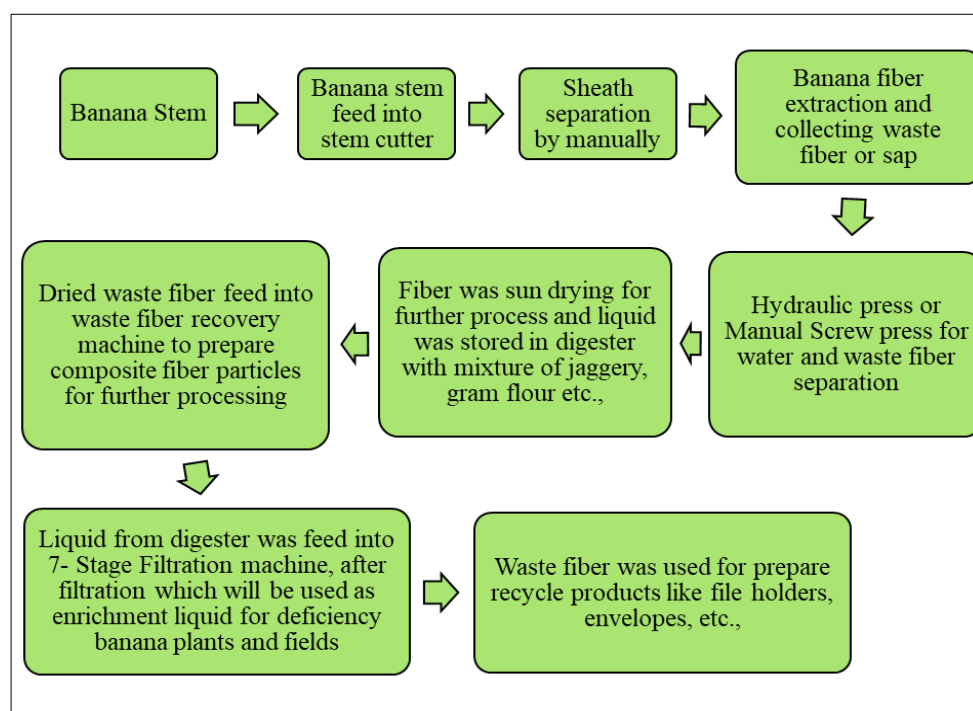 Banana Stem
Banana stem
feed into
stem cutter
Sheath
separation
by manually
Banana fiber
extraction and
collecting waste
fiber or sap
Hydraulic press or
Manual Screw press for
water and waste fiber
separation
Fiber was sun drying for
further process and liquid
was stored in digester
with mixture of jaggery,
gram flour etc.,
Dried waste fiber feed into
waste fiber recovery
machine to prepare
composite fiber particles
for further processing
Liquid from digester was feed into
7- Stage Filtration machine, after
filtration which will be used as
enrichment liquid for deficiency
banana plants and fields
Waste fiber was used for prepare
recycle products like file holders,
envelopes, etc.,